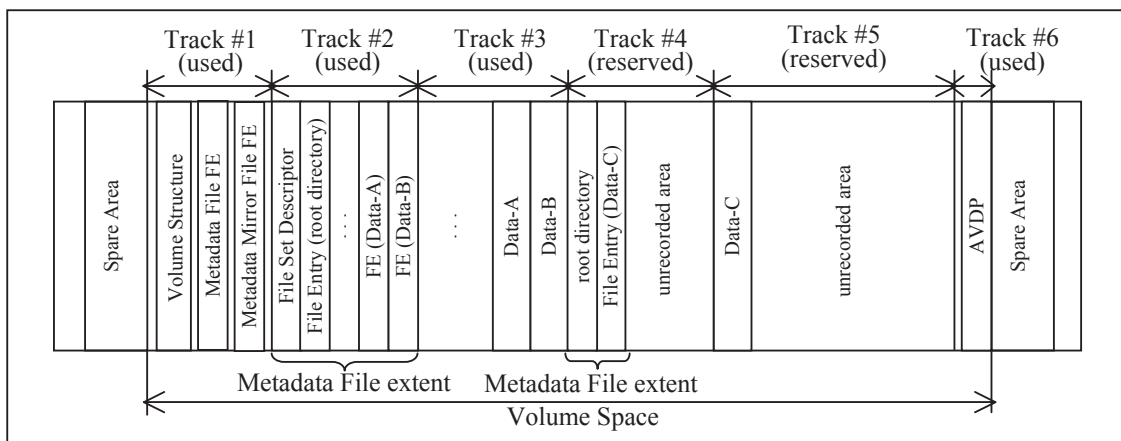 Track #1
(used)
Track #2
(used)
Track #3
(used)
Track #4
(reserved)
Track #5
(reserved)
Track #6
(used)
Spare Area
Volume Structure
Metadata File FE
Metadata Mirror File FE
File Set Descriptor
File Entry (root directory)
. . . .
FE (Data-A)
FE (Data-B)
. . . .
Data-A
Data-B
root directory
File Entry (Data-C)
unrecorded area
Data-C
unrecorded area
AVDP
Spare Area
Metadata File extent
Metadata File extent
Volume Space